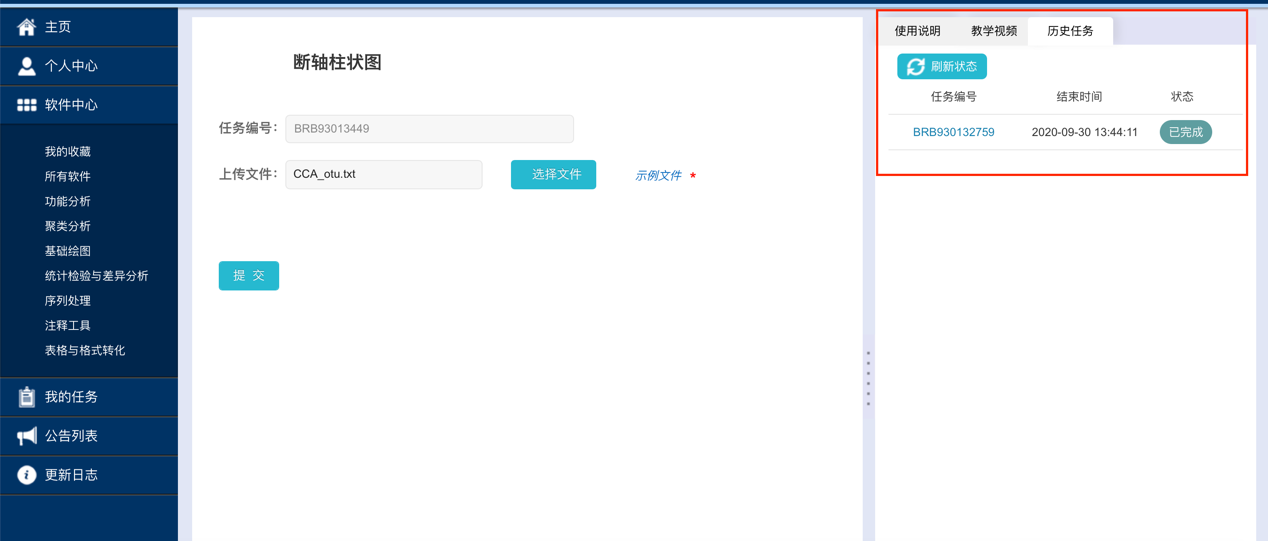 主页
个人中心
软件中心
我的收藏
所有软件
功能分析
聚类分析
基础绘图
统计检验与差异分析
序列处理
注释工具
表格与格式转化
我的任务
公告列表
更新日志
断轴柱状图
任务编号： BRB93013449
上传文件： CCA_otu.txt 选择文件 示例文件 *
提 交
使用说明 教学视频 历史任务
刷新状态
任务编号 结束时间 状态
BRB930132759 2020-09-30 13:44:11 已完成